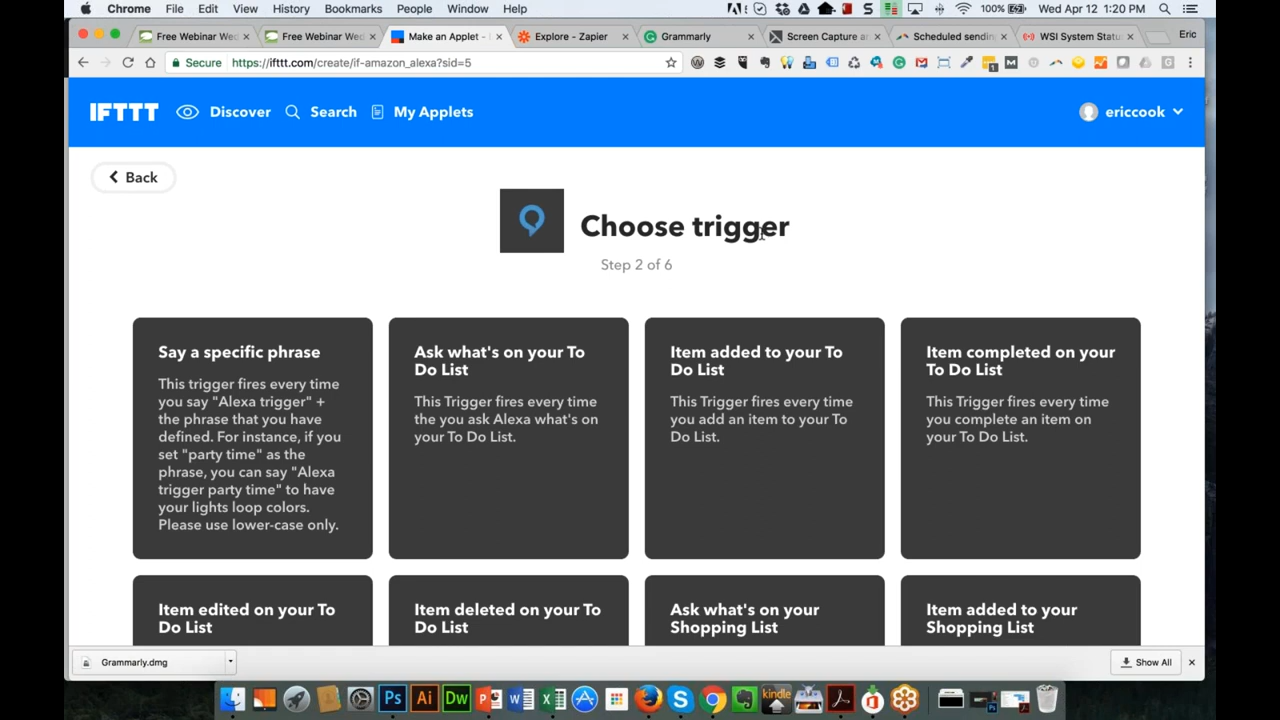 Chrome File Edit View History Bookmarks People Window Help 100% Wed Apr 12 1:20 PM
Free Webinar Wed Free Webinar Wed Make an Applet - Explore - Zapier Grammarly Screen Capture an Scheduled sendin WSI System Status Eric
Secure https://ifttt.com/create/if-amazon_alexa?sid=5
IFTTT Discover Search My Applets ericcook
Back
Choose trigger
Step 2 of 6
Say a specific phrase
This trigger fires every time
you say "Alexa trigger" +
the phrase that you have
defined. For instance, if you
set "party time" as the
phrase, you can say "Alexa
trigger party time" to have
your lights loop colors.
Please use lower-case only.
Ask what's on your To
Do List
This Trigger fires every time
the you ask Alexa what's on
your To Do List.
Item added to your To
Do List
This Trigger fires every time
you add an item to your To
Do List.
Item completed on your
To Do List
This Trigger fires every time
you complete an item on
your To Do List.
Item edited on your To
Do List
Item deleted on your To
Do List
Ask what's on your
Shopping List
Item added to your
Shopping List
Grammarly.dmg Show All
Ps Ai Dw kindle